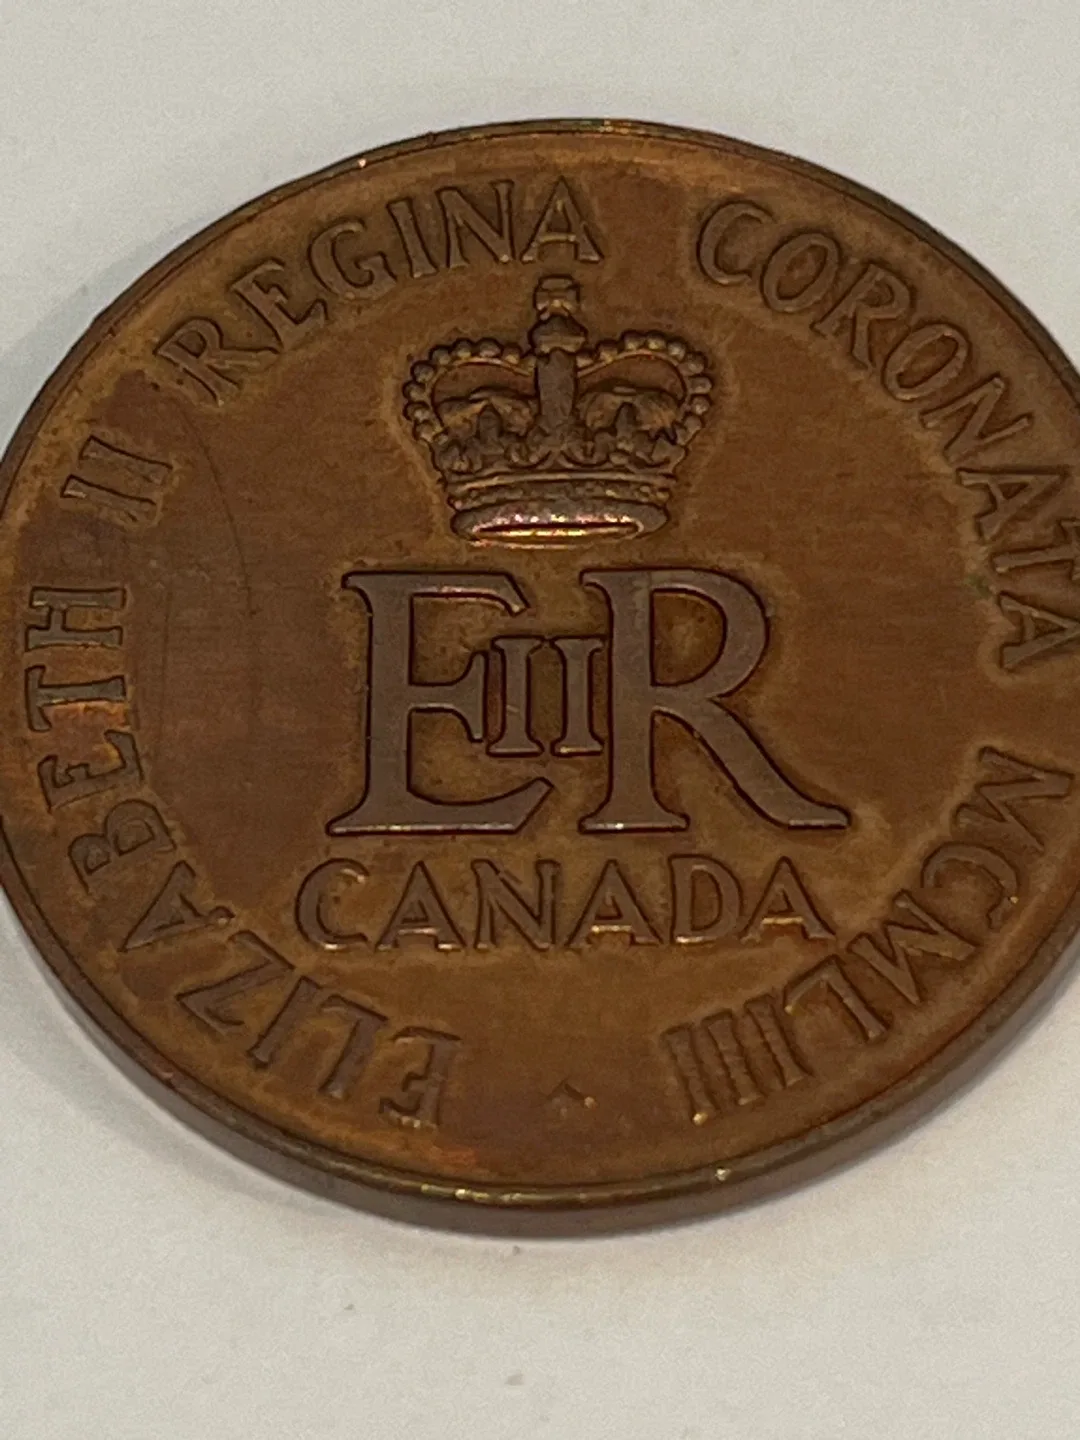 ELIZABETH II REGINA CORONATA MCMLIII
EIIR
CANADA